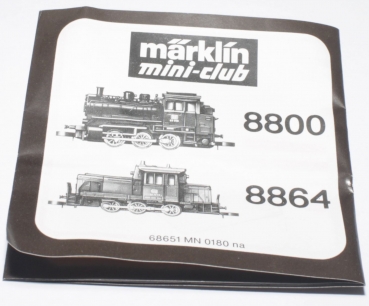 märklin
mini-club
8800
8864
68651 MN 0180 na